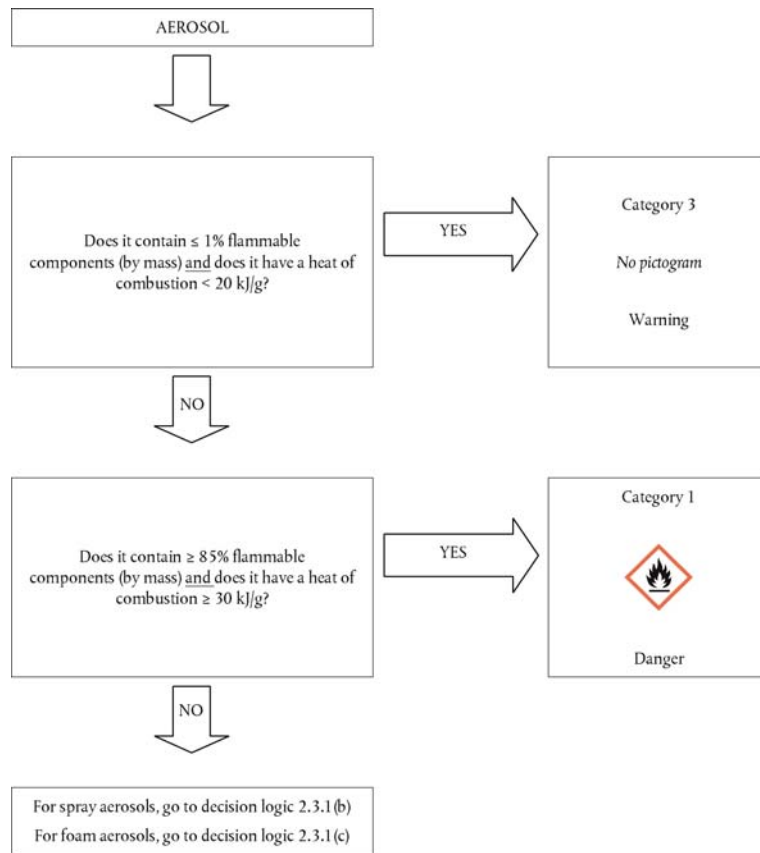 AEROSOL
Does it contain ≤ 1% flammable
components (by mass) and does it have a heat of
combustion < 20 kJ/g?
YES
Category 3
No pictogram
Warning
NO
Does it contain ≥ 85% flammable
components (by mass) and does it have a heat of
combustion ≥ 30 kJ/g?
YES
Category 1
Danger
NO
For spray aerosols, go to decision logic 2.3.1(b)
For foam aerosols, go to decision logic 2.3.1(c)